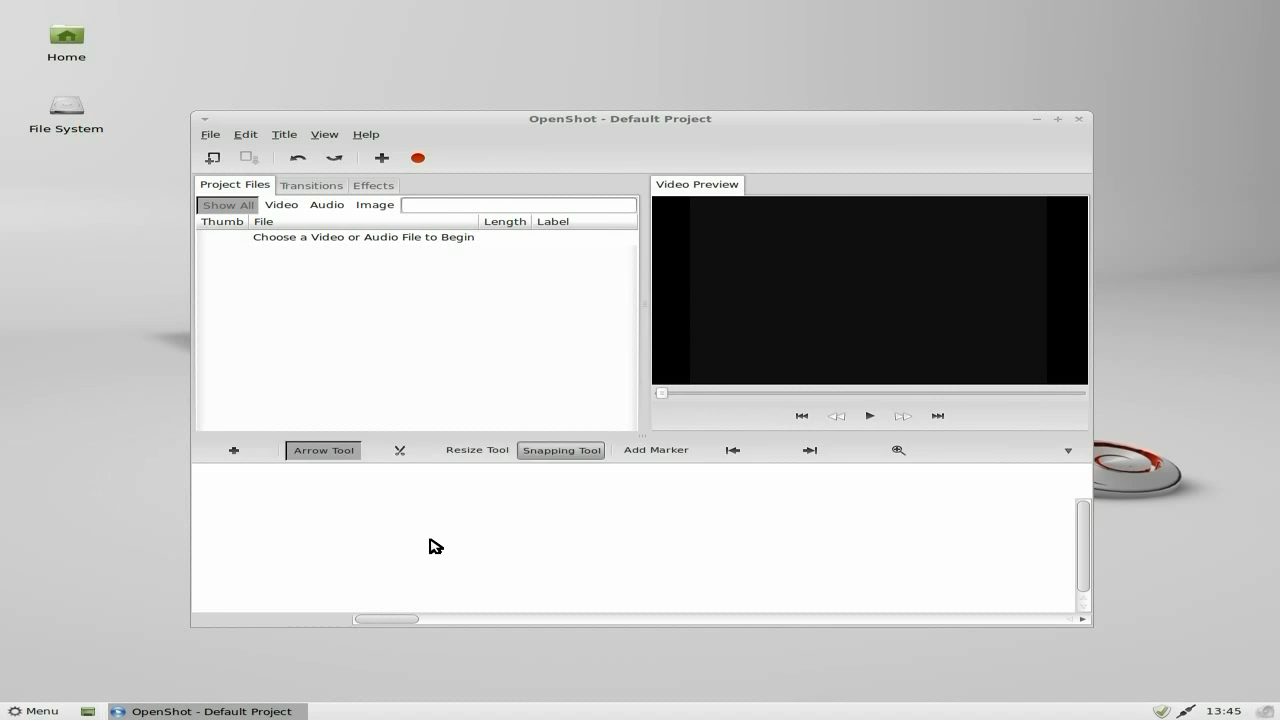 Home
File System
OpenShot - Default Project
File Edit Title View Help
Project Files Transitions Effects
Show All Video Audio Image
Thumb File Length Label
Choose a Video or Audio File to Begin
Video Preview
Arrow Tool Resize Tool Snapping Tool Add Marker
Menu OpenShot - Default Project 13:45